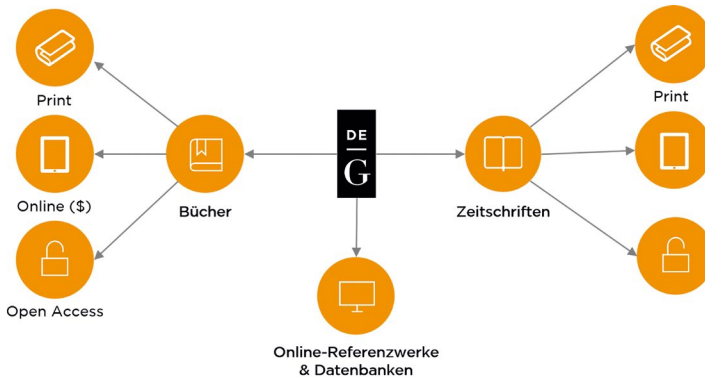 Print
Online ($)
Open Access
Bücher
DE
G
Zeitschriften
Print
Online-Referenzwerke
& Datenbanken